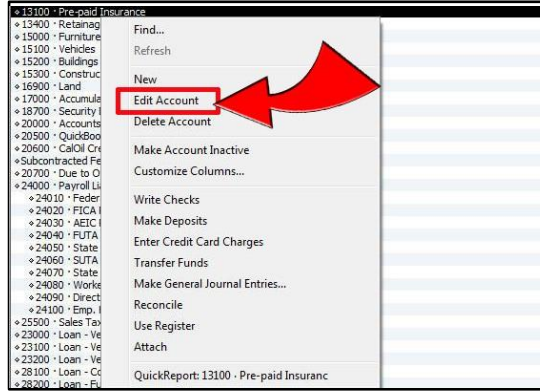 13100 · Pre-paid Insurance
13400 · Retainag
15000 · Furniture
15100 · Vehicles
15200 · Buildings
15300 · Construc
16900 · Land
17000 · Accumula
18700 · Security
20000 · Accounts
20500 · QuickBoo
20600 · CalOil Cre
Subcontracted Fe
20700 · Due to O
24000 · Payroll Lia
24010 · Feder
24020 · FICA
24030 · AEIC
24040 · FUTA
24050 · State
24060 · SUTA
24070 · State
24080 · Worke
24090 · Direct
24100 · Emp.
25500 · Sales Tax
23000 · Loan - Ve
23100 · Loan - Ve
23200 · Loan - Ve
28100 · Loan - Co
28200 · Loan - Fu
Find...
Refresh
New
Edit Account
Delete Account
Make Account Inactive
Customize Columns...
Write Checks
Make Deposits
Enter Credit Card Charges
Transfer Funds
Make General Journal Entries...
Reconcile
Use Register
Attach
QuickReport: 13100 · Pre-paid Insuranc